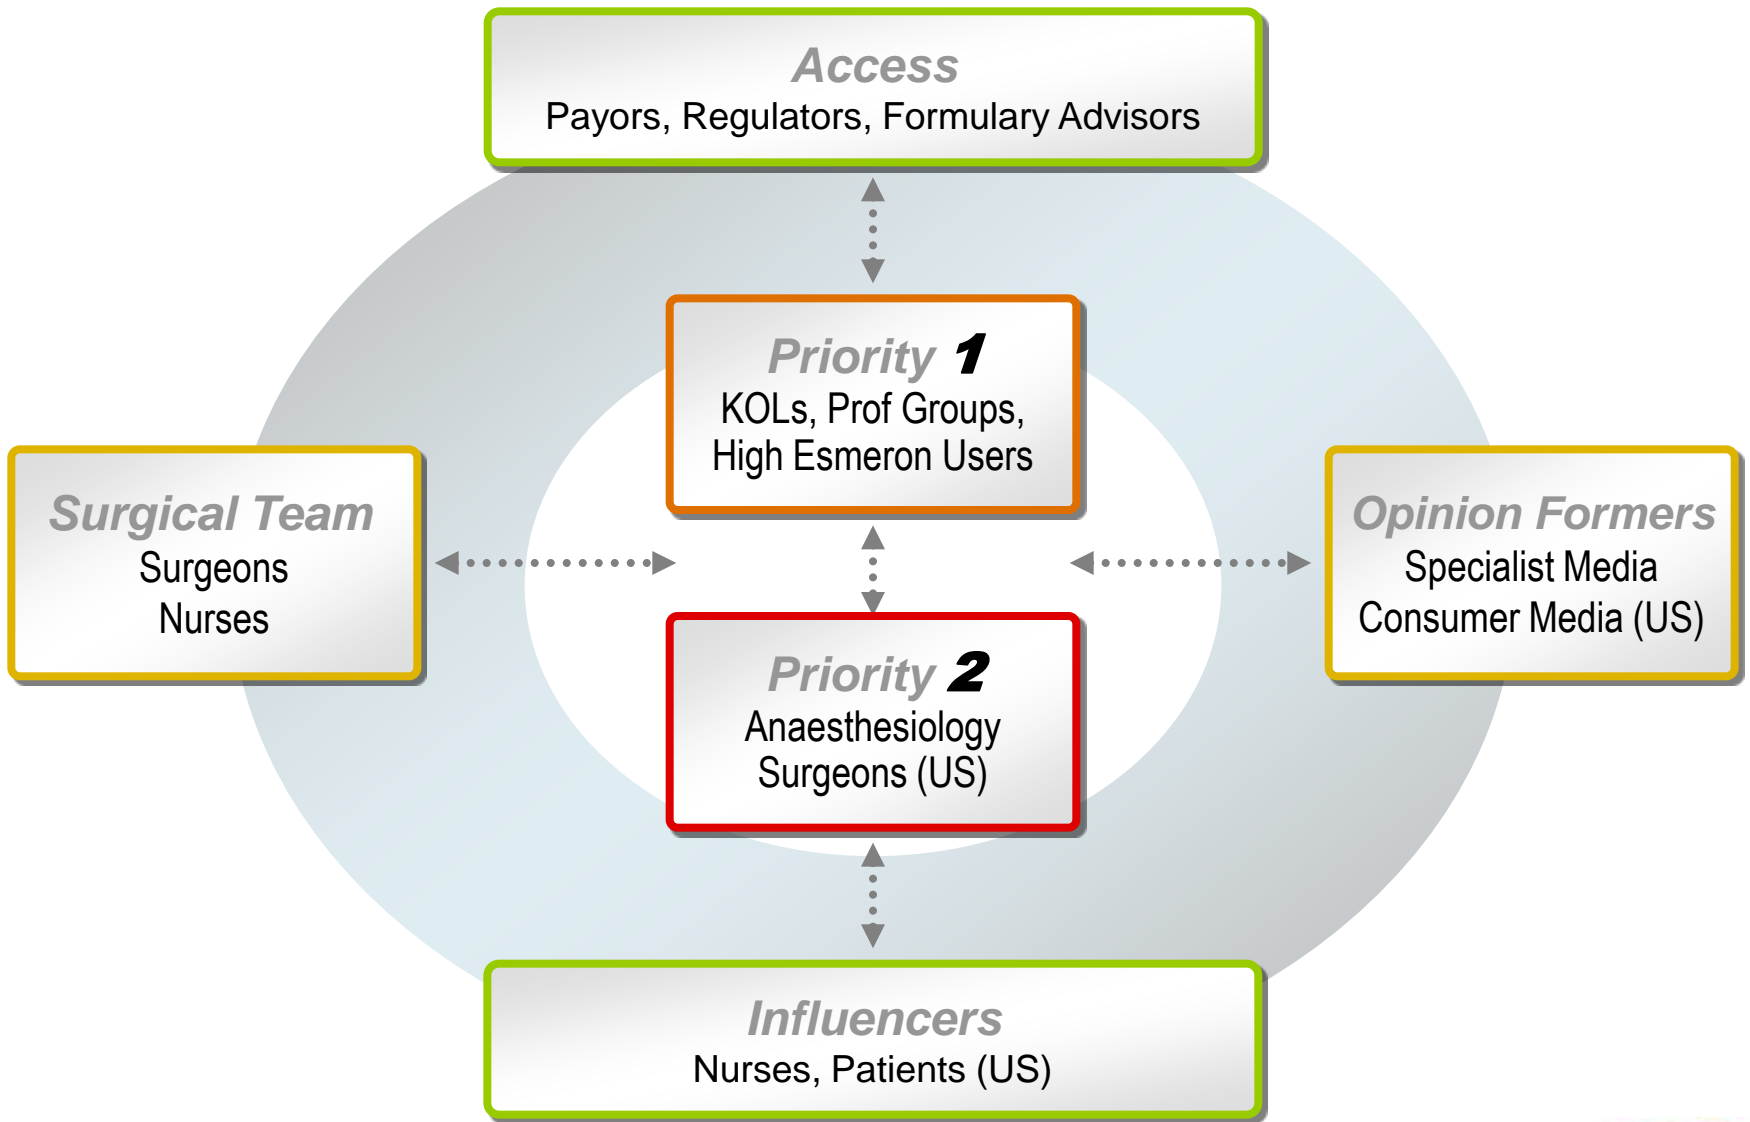 Access
Payors, Regulators, Formulary Advisors
Priority 1
KOLs, Prof Groups,
High Esmeron Users
Surgical Team
Surgeons
Nurses
Opinion Formers
Specialist Media
Consumer Media (US)
Priority 2
Anaesthesiology
Surgeons (US)
Influencers
Nurses, Patients (US)